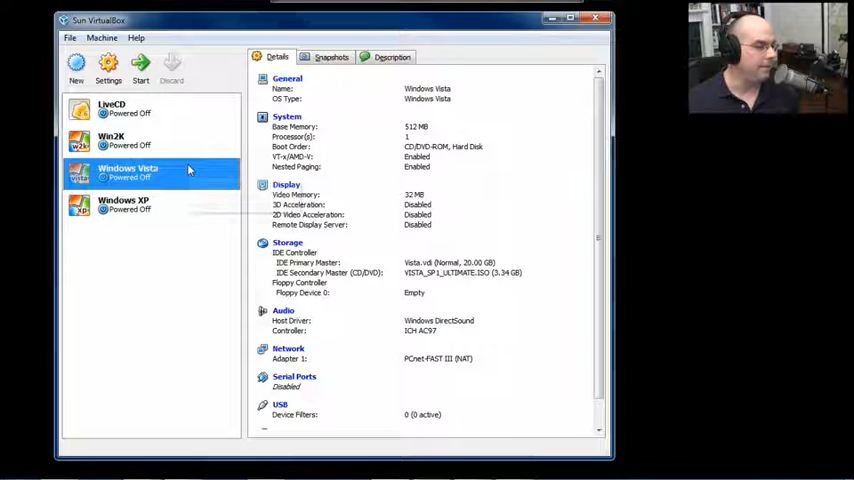 Sun VirtualBox
File Machine Help
New Settings Start Discard
Details Snapshots Description
LiveCD
Powered Off
Win2K
Powered Off
Windows Vista
Powered Off
Windows XP
Powered Off
General
Name: Windows Vista
OS Type: Windows Vista
System
Base Memory: 512 MB
Processor(s): 1
Boot Order: CD/DVD-ROM, Hard Disk
VT-x/AMD-V: Enabled
Nested Paging: Enabled
Display
Video Memory: 32 MB
3D Acceleration: Disabled
2D Video Acceleration: Disabled
Remote Display Server: Disabled
Storage
IDE Controller
IDE Primary Master: Vista.vdi (Normal, 20.00 GB)
IDE Secondary Master (CD/DVD): VISTA_SP1_ULTIMATE.ISO (3.34 GB)
Floppy Controller
Floppy Device 0: Empty
Audio
Host Driver: Windows DirectSound
Controller: ICH AC97
Network
Adapter 1: PCnet-FAST III (NAT)
Serial Ports
Disabled
USB
Device Filters: 0 (0 active)